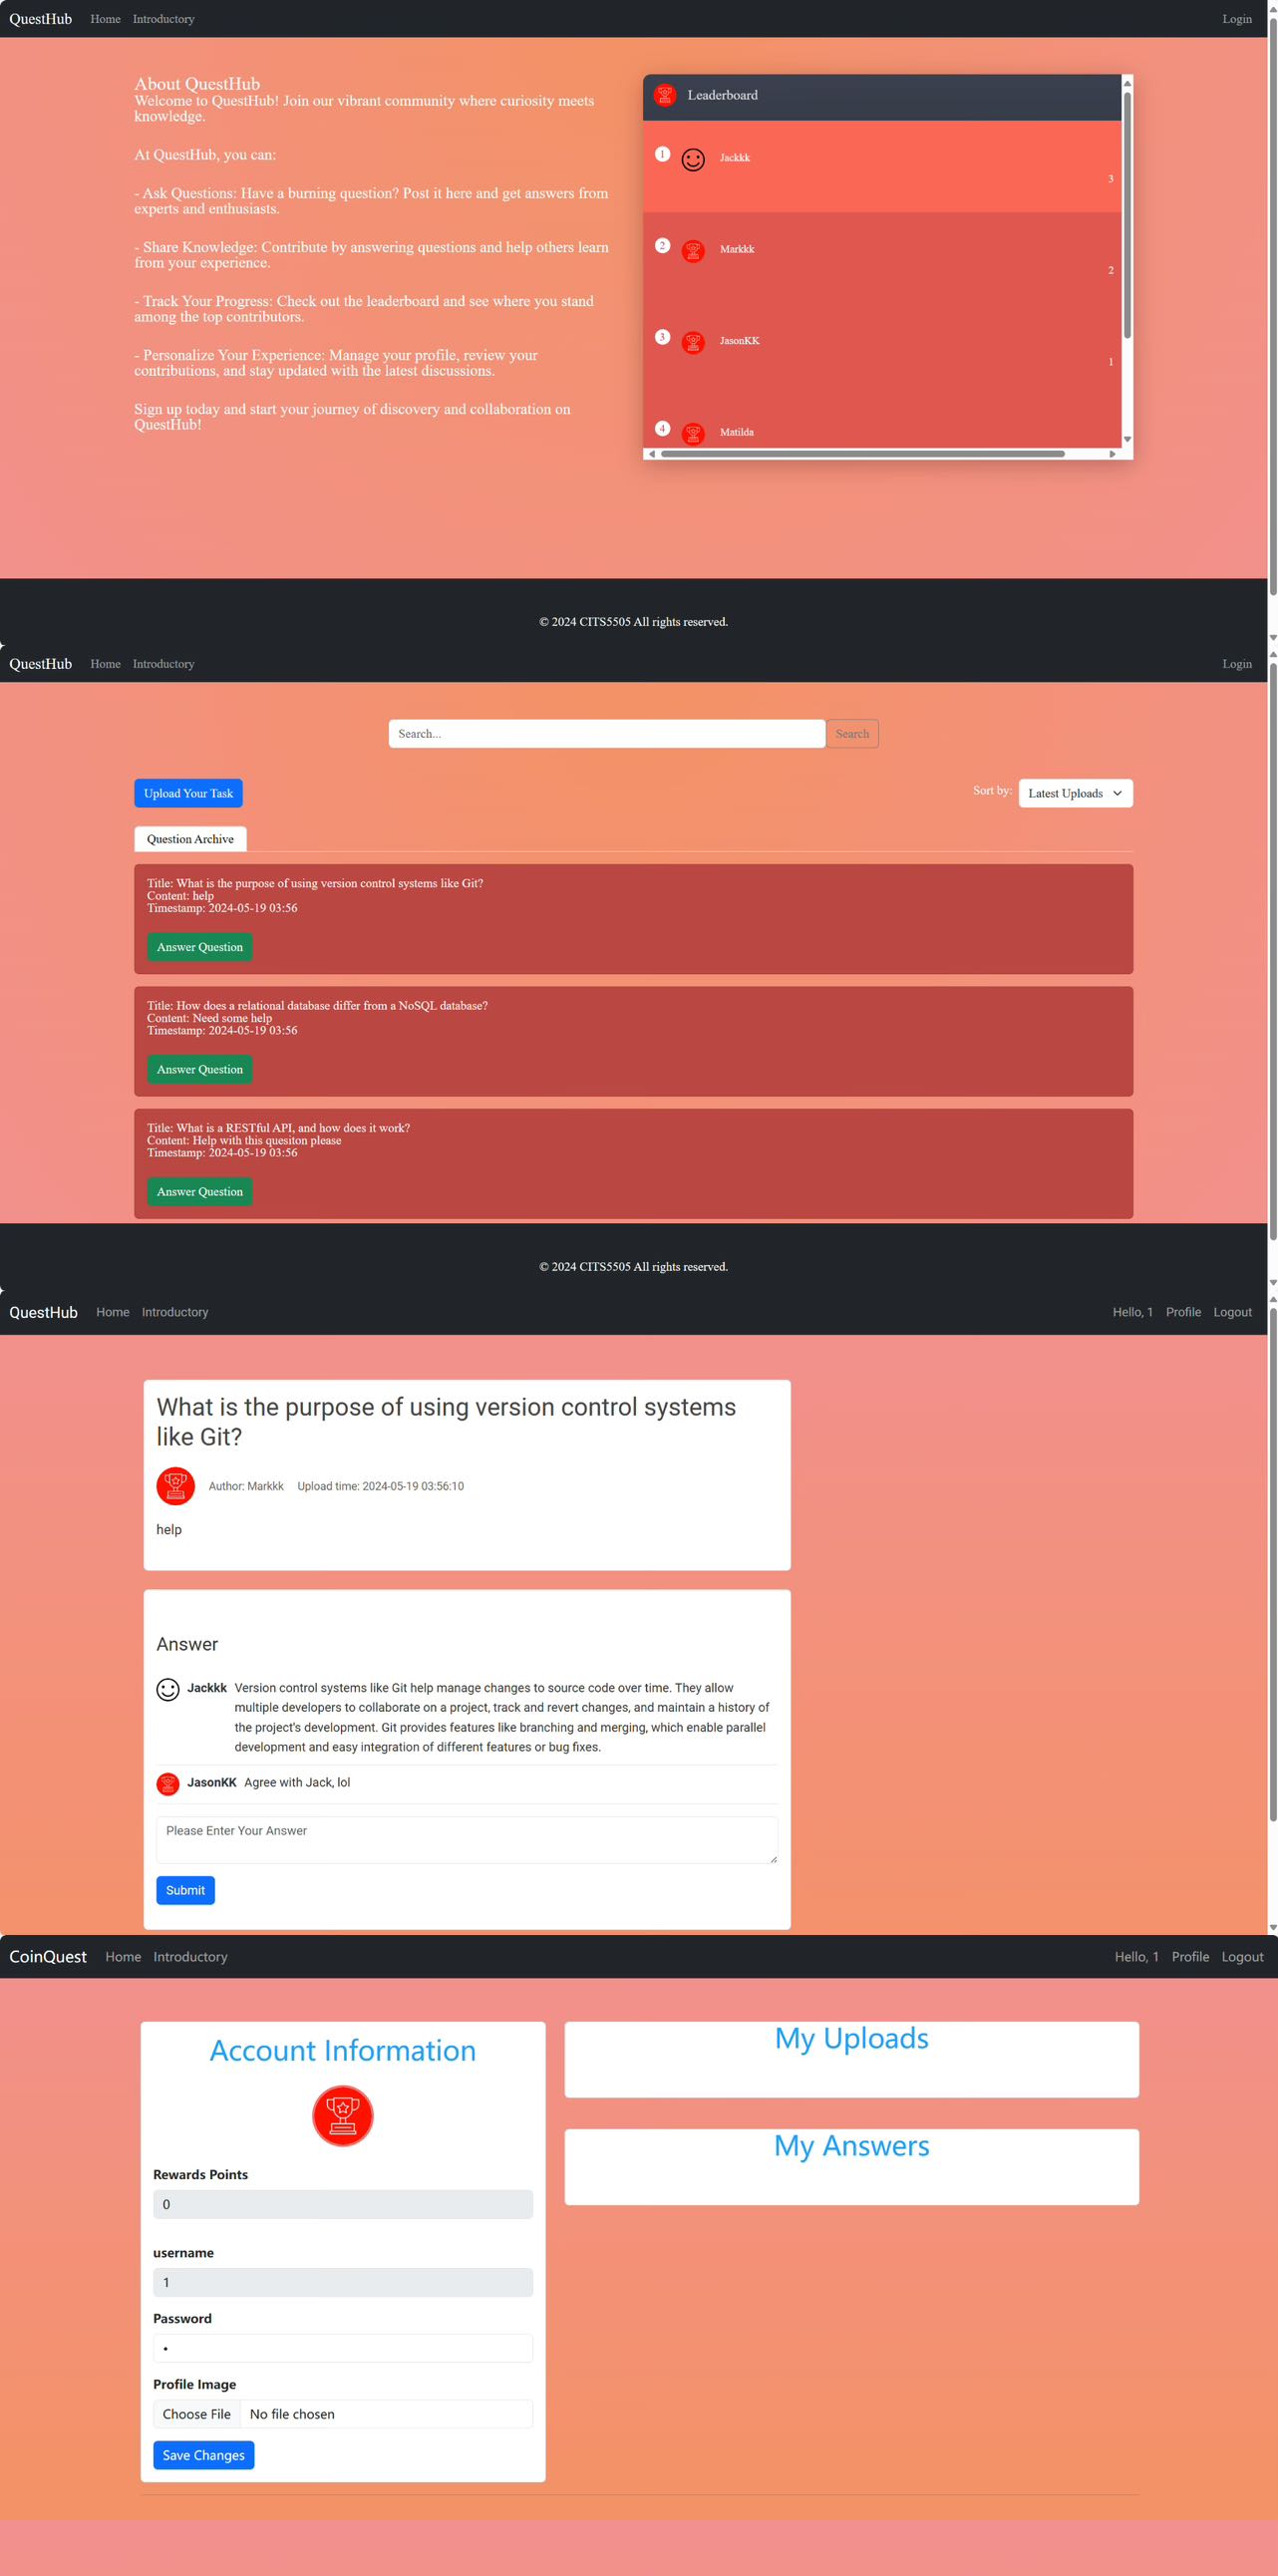 QuestHub Home Introductory Login
About QuestHub
Welcome to QuestHub! Join our vibrant community where curiosity meets
knowledge.
At QuestHub, you can:
- Ask Questions: Have a burning question? Post it here and get answers from
experts and enthusiasts.
- Share Knowledge: Contribute by answering questions and help others learn
from your experience.
- Track Your Progress: Check out the leaderboard and see where you stand
among the top contributors.
- Personalize Your Experience: Manage your profile, review your
contributions, and stay updated with the latest discussions.
Sign up today and start your journey of discovery and collaboration on
QuestHub!
Leaderboard
1 Jackkk
3
2 Markkk
2
3 JasonKK
1
4 Matilda
© 2024 CITS5505 All rights reserved.
QuestHub Home Introductory Login
Search... Search
Upload Your Task Sort by: Latest Uploads
Question Archive
Title: What is the purpose of using version control systems like Git?
Content: help
Timestamp: 2024-05-19 03:56
Answer Question
Title: How does a relational database differ from a NoSQL database?
Content: Need some help
Timestamp: 2024-05-19 03:56
Answer Question
Title: What is a RESTful API, and how does it work?
Content: Help with this quesiton please
Timestamp: 2024-05-19 03:56
Answer Question
© 2024 CITS5505 All rights reserved.
QuestHub Home Introductory Hello, 1 Profile Logout
What is the purpose of using version control systems
like Git?
Author: Markkk Upload time: 2024-05-19 03:56:10
help
Answer
Jackkk Version control systems like Git help manage changes to source code over time. They allow
multiple developers to collaborate on a project, track and revert changes, and maintain a history of
the project's development. Git provides features like branching and merging, which enable parallel
development and easy integration of different features or bug fixes.
JasonKK Agree with Jack, lol
Please Enter Your Answer
Submit
CoinQuest Home Introductory Hello, 1 Profile Logout
Account Information
Rewards Points
0
username
1
Password
•
Profile Image
Choose File No file chosen
Save Changes
My Uploads
My Answers